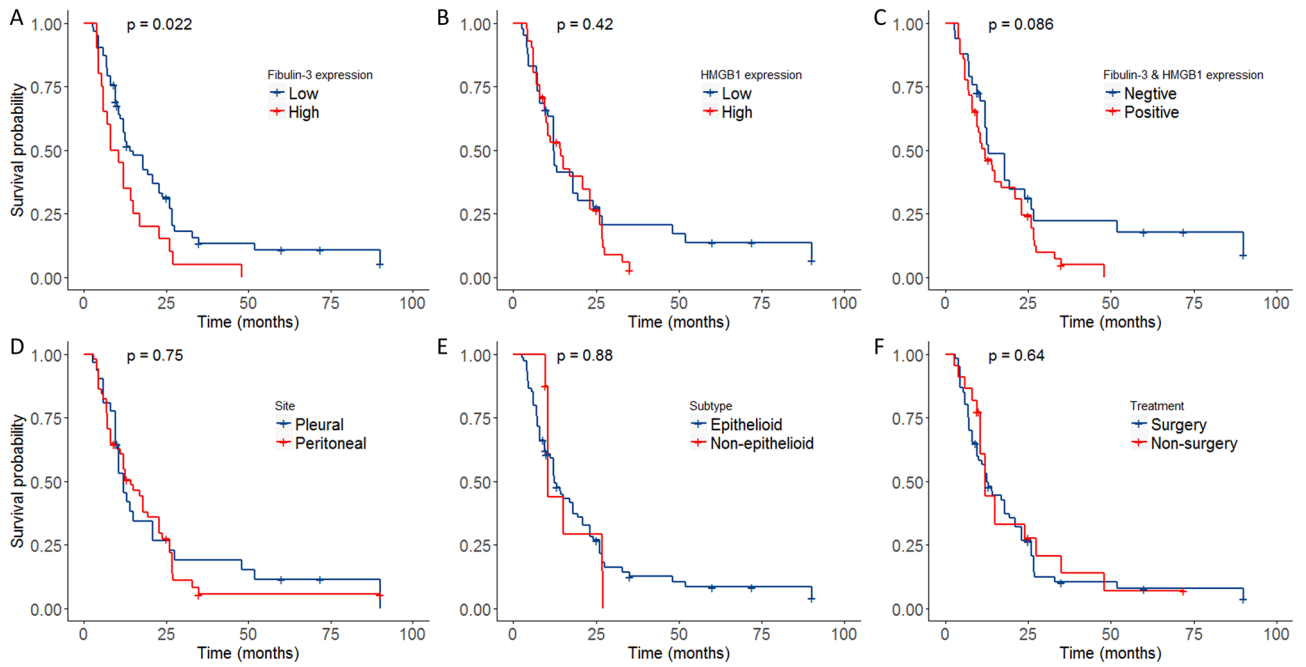 A
p = 0.022
Fibulin-3 expression
Low
High
Survival probability
1.00
0.75
0.50
0.25
0.00
0 25 50 75 100
Time (months)
B
p = 0.42
HMGB1 expression
Low
High
1.00
0.75
0.50
0.25
0.00
0 25 50 75 100
Time (months)
C
p = 0.086
Fibulin-3 & HMGB1 expression
Negtive
Positive
1.00
0.75
0.50
0.25
0.00
0 25 50 75 100
Time (months)
D
p = 0.75
Site
Pleural
Peritoneal
Survival probability
1.00
0.75
0.50
0.25
0.00
0 25 50 75 100
Time (months)
E
p = 0.88
Subtype
Epithelioid
Non-epithelioid
1.00
0.75
0.50
0.25
0.00
0 25 50 75 100
Time (months)
F
p = 0.64
Treatment
Surgery
Non-surgery
1.00
0.75
0.50
0.25
0.00
0 25 50 75 100
Time (months)